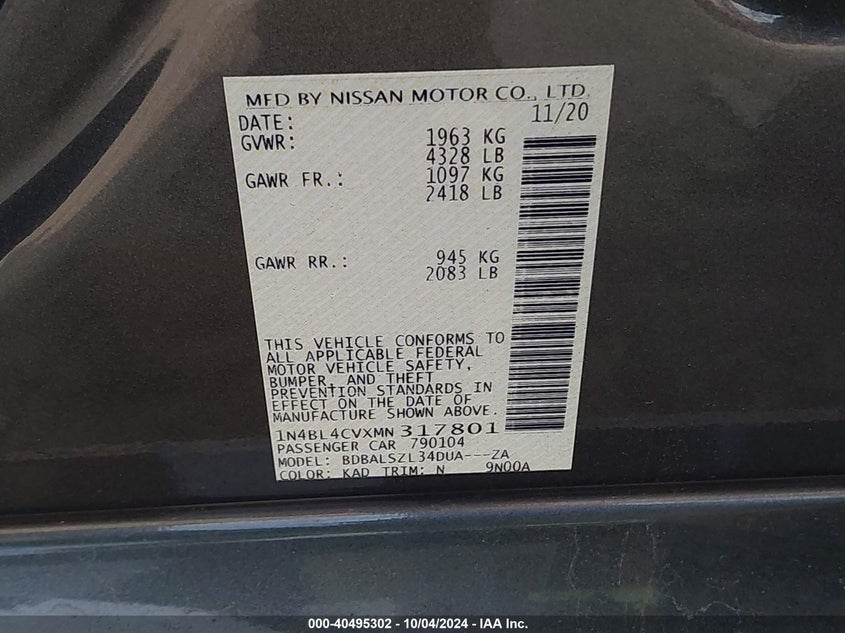 MFD BY NISSAN MOTOR CO., LTD.
DATE: 11/20
GVWR: 1963 KG
4328 LB
GAWR FR.: 1097 KG
2418 LB
GAWR RR.: 945 KG
2083 LB
THIS VEHICLE CONFORMS TO
ALL APPLICABLE FEDERAL
MOTOR VEHICLE SAFETY,
BUMPER, AND THEFT
PREVENTION STANDARDS IN
EFFECT ON THE DATE OF
MANUFACTURE SHOWN ABOVE.
1N4BL4CVXMN317801
PASSENGER CAR 790104
MODEL: BDBALSZL34DUA---ZA
COLOR: KAD TRIM: N 9N00A
000-40495302 - 10/04/2024 - IAA Inc.